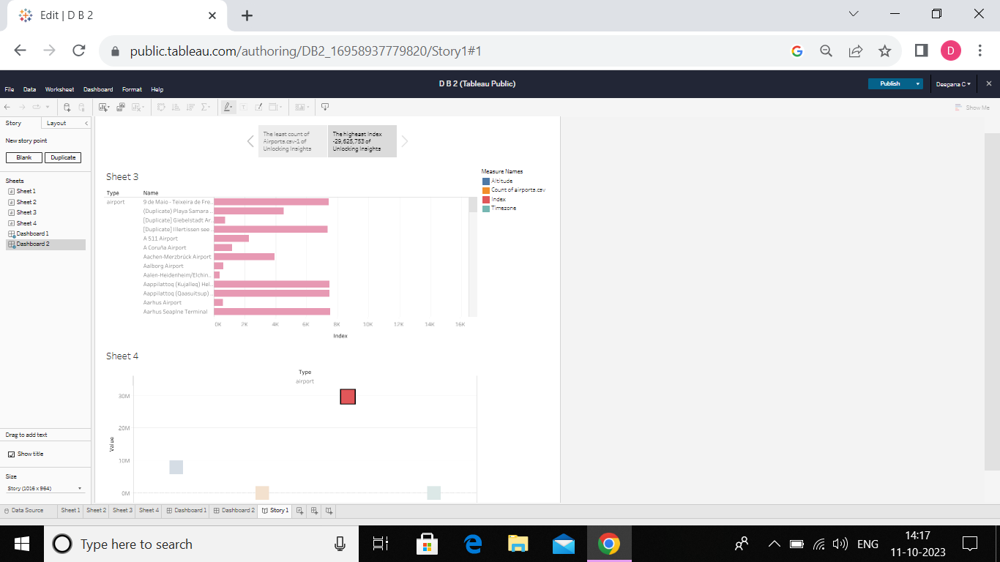 Edit | D B 2
public.tableau.com/authoring/DB2_16958937779820/Story1#1
D
D B 2 (Tableau Public)
Publish
Deepana C
File Data Worksheet Dashboard Format Help
Show Me
Story Layout
New story point
Blank Duplicate
Sheets
Sheet 1
Sheet 2
Sheet 3
Sheet 4
Dashboard 1
Dashboard 2
Drag to add text
Show title
Size
Story (1016 x 964)
The least count of
Airports.csv-1 of
Unlocking Insights
The higheast Index
-29,625,753 of
Unlocking Insights
Sheet 3
Type Name
airport
9 de Maio - Teixeira de Fre..
(Duplicate) Playa Samara ..
[Duplicate] Giebelstadt Ar..
[Duplicate] Illertissen see ..
A 511 Airport
A Coruña Airport
Aachen-Merzbrück Airport
Aalborg Airport
Aalen-Heidenheim/Elchin..
Aappilattoq (Kujalleq) Hel..
Aappilattoq (Qaasuitsup) ..
Aarhus Airport
Aarhus Seaplne Terminal
0K 2K 4K 6K 8K 10K 12K 14K 16K
Index
Measure Names
Altitude
Count of airports.csv
Index
Timezone
Sheet 4
Type
airport
30M
20M
10M
0M
Value
Data Source Sheet 1 Sheet 2 Sheet 3 Sheet 4 Dashboard 1 Dashboard 2 Story 1
Type here to search
ENG
14:17
11-10-2023